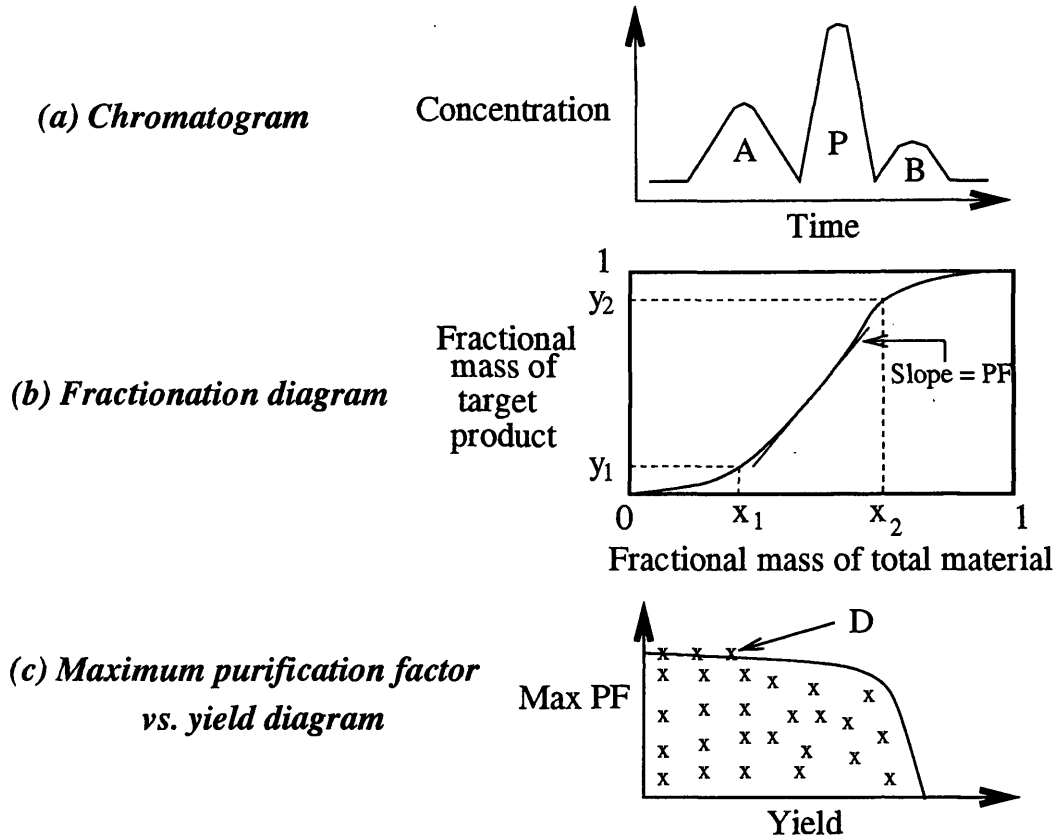 (a) Chromatogram
Concentration
A
P
B
Time
(b) Fractionation diagram
Fractional
mass of
target
product
1
y2
y1
Slope = PF
0
x1
x2
1
Fractional mass of total material
(c) Maximum purification factor
vs. yield diagram
Max PF
D
x x x
x x x x x x
x x x x x x
x x x x x x x
x x x x x
Yield